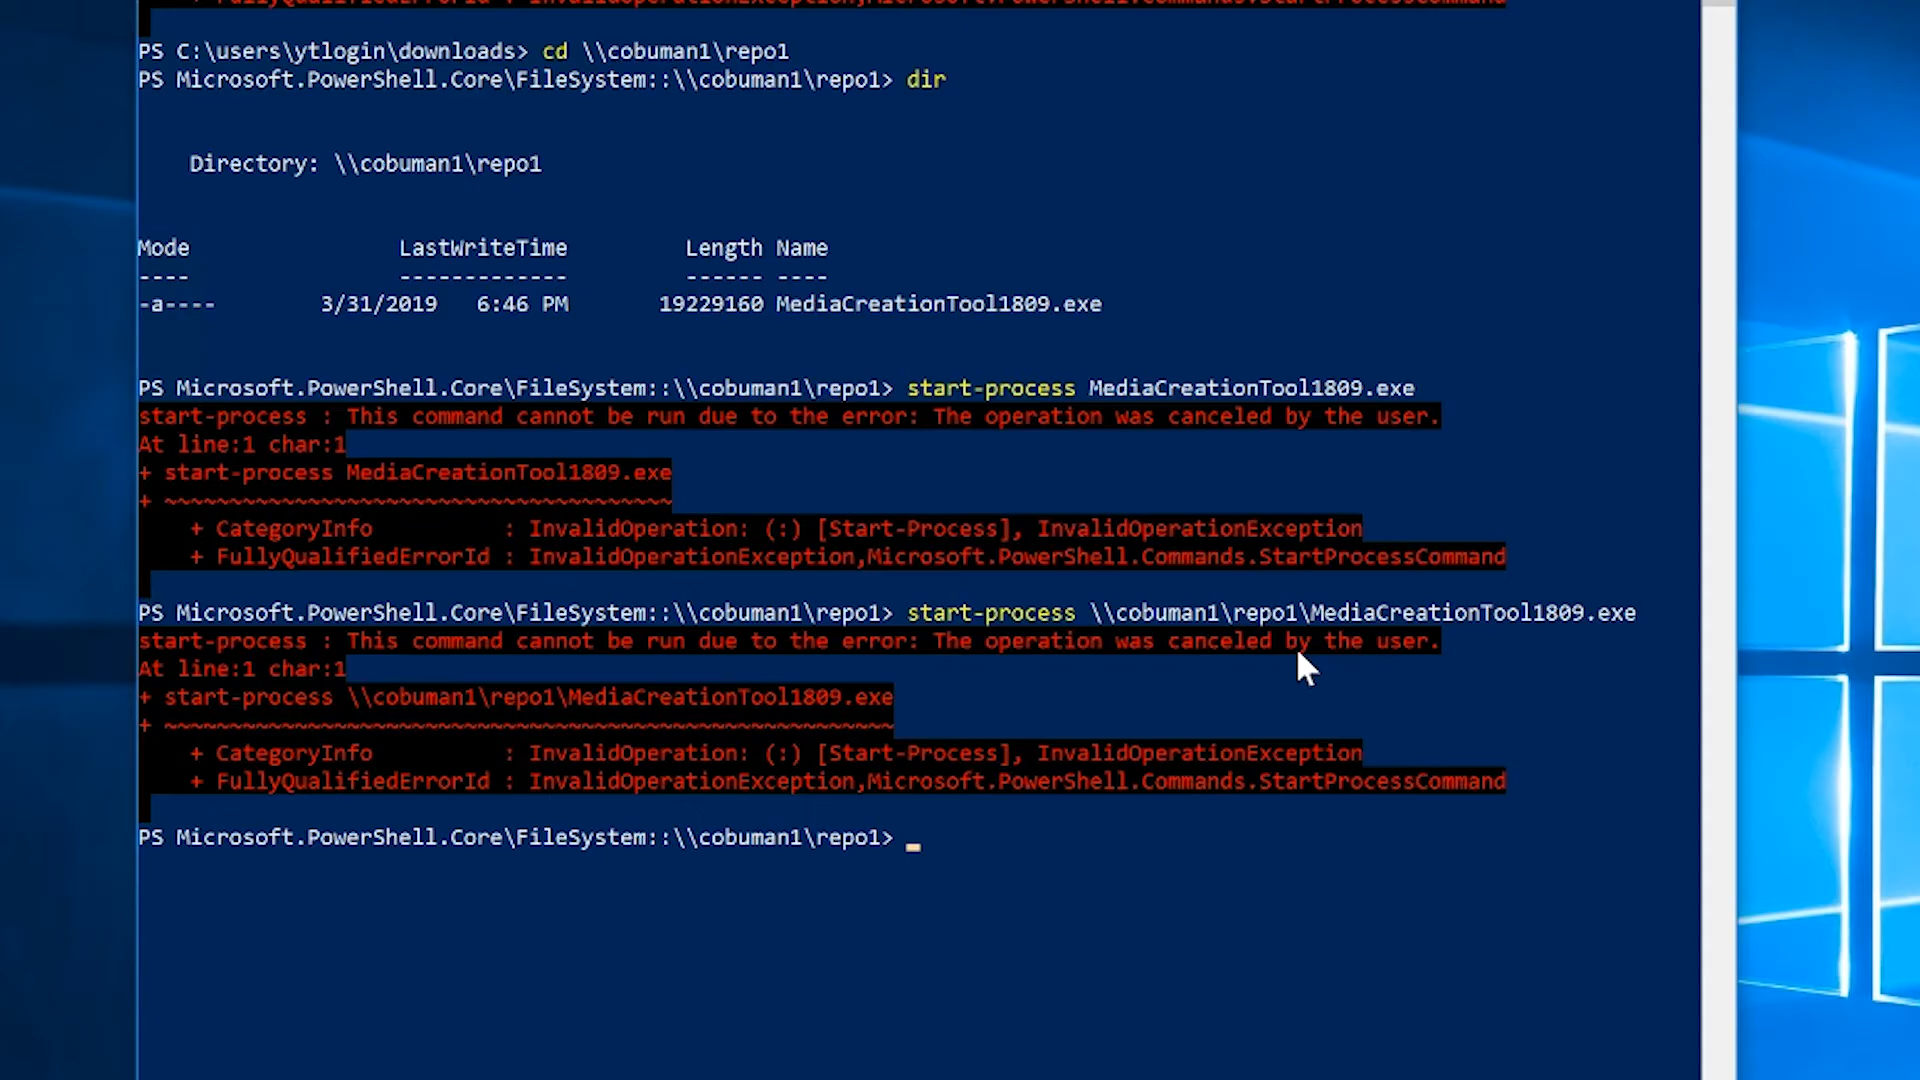 + FullyQualifiedErrorId : InvalidOperationException,Microsoft.PowerShell.Commands.StartProcessCommand
PS C:\users\ytlogin\downloads> cd \\cobuman1\repo1
PS Microsoft.PowerShell.Core\FileSystem::\\cobuman1\repo1> dir
Directory: \\cobuman1\repo1
Mode LastWriteTime Length Name
---- ------------- ------ ----
-a---- 3/31/2019 6:46 PM 19229160 MediaCreationTool1809.exe
PS Microsoft.PowerShell.Core\FileSystem::\\cobuman1\repo1> start-process MediaCreationTool1809.exe
start-process : This command cannot be run due to the error: The operation was canceled by the user.
At line:1 char:1
+ start-process MediaCreationTool1809.exe
+ ~~~~~~~~~~~~~~~~~~~~~~~~~~~~~~~~~~~~~~~
+ CategoryInfo : InvalidOperation: (:) [Start-Process], InvalidOperationException
+ FullyQualifiedErrorId : InvalidOperationException,Microsoft.PowerShell.Commands.StartProcessCommand
PS Microsoft.PowerShell.Core\FileSystem::\\cobuman1\repo1> start-process \\cobuman1\repo1\MediaCreationTool1809.exe
start-process : This command cannot be run due to the error: The operation was canceled by the user.
At line:1 char:1
+ start-process \\cobuman1\repo1\MediaCreationTool1809.exe
+ ~~~~~~~~~~~~~~~~~~~~~~~~~~~~~~~~~~~~~~~~~~~~~~~~~~~~~~~~
+ CategoryInfo : InvalidOperation: (:) [Start-Process], InvalidOperationException
+ FullyQualifiedErrorId : InvalidOperationException,Microsoft.PowerShell.Commands.StartProcessCommand
PS Microsoft.PowerShell.Core\FileSystem::\\cobuman1\repo1>